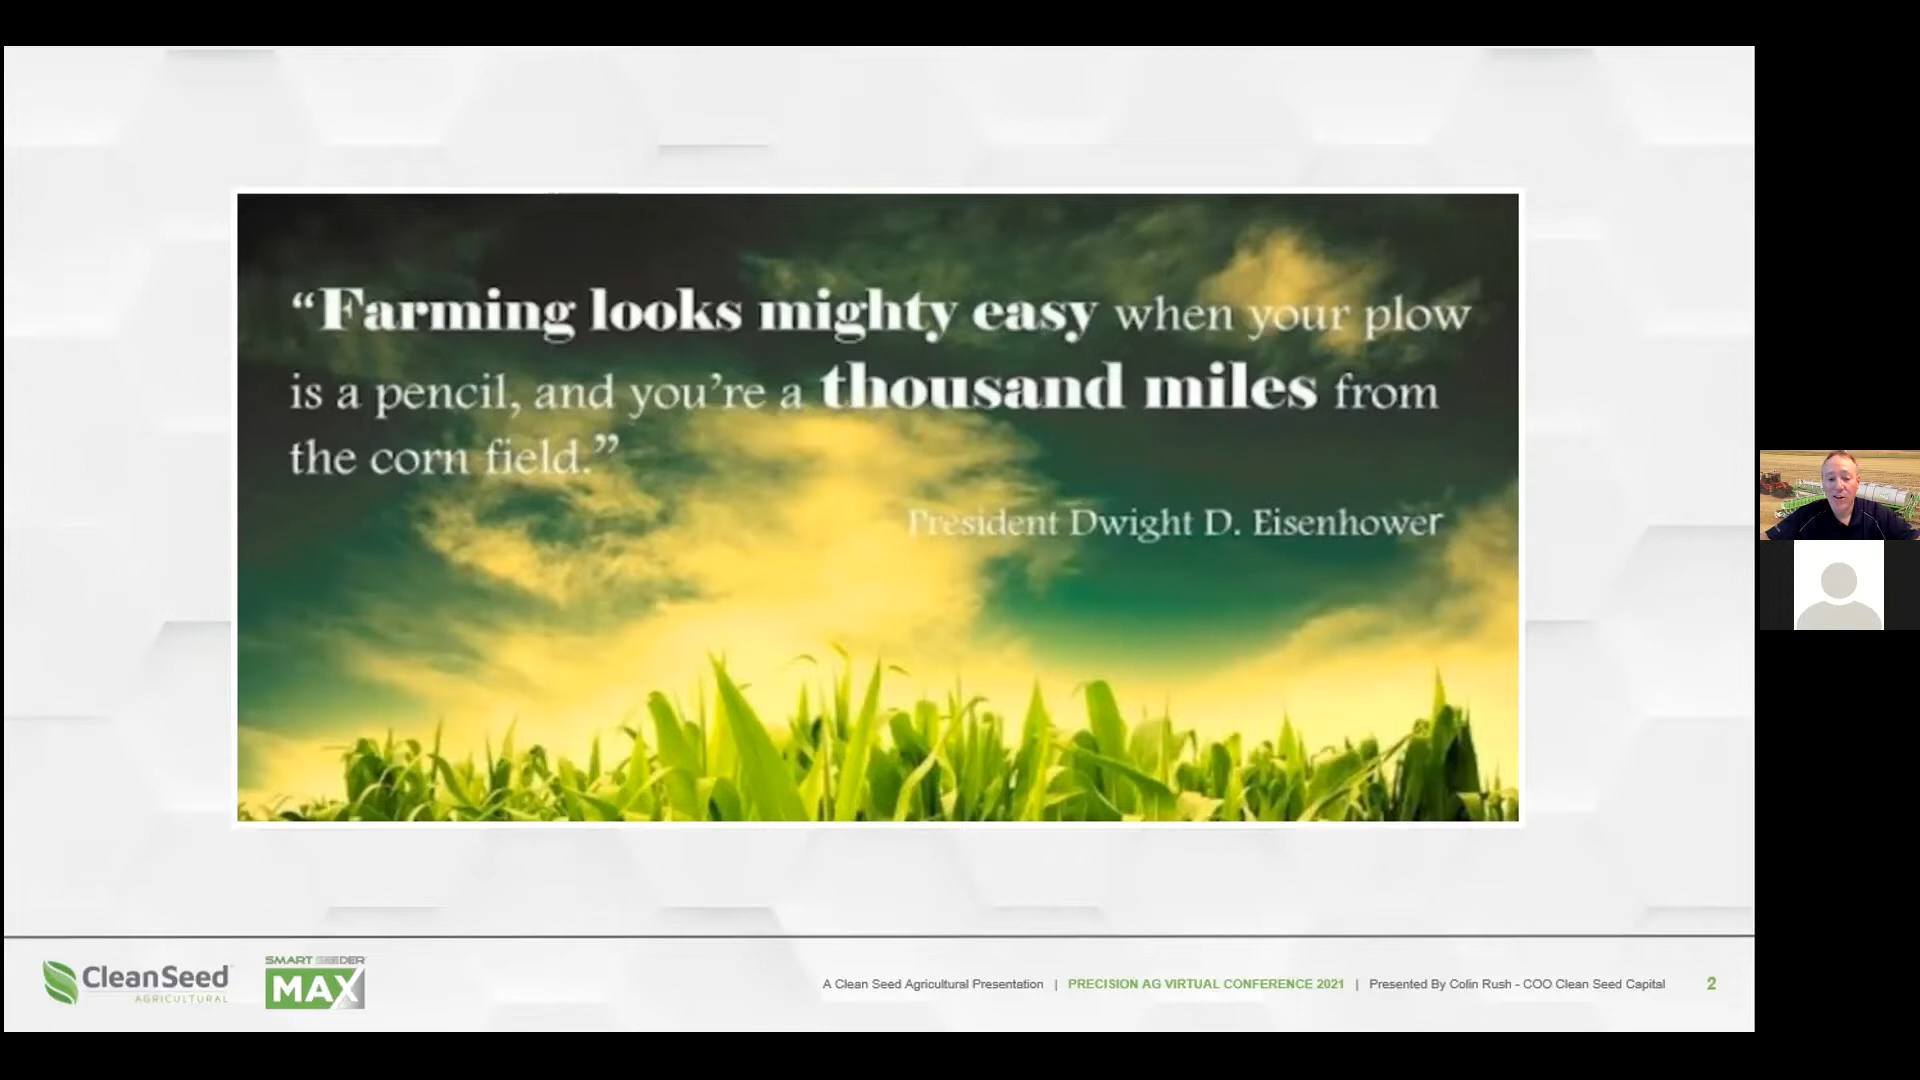 “Farming looks mighty easy when your plow
is a pencil, and you’re a thousand miles from
the corn field.”
President Dwight D. Eisenhower
CleanSeed
AGRICULTURAL
SMART SEEDER
MAX
A Clean Seed Agricultural Presentation | PRECISION AG VIRTUAL CONFERENCE 2021 | Presented By Colin Rush - COO Clean Seed Capital 2